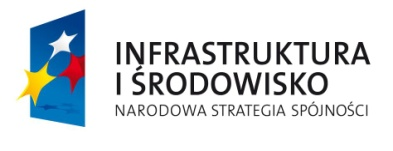 INFRASTRUKTURA
I ŚRODOWISKO
NARODOWA STRATEGIA SPÓJNOŚCI